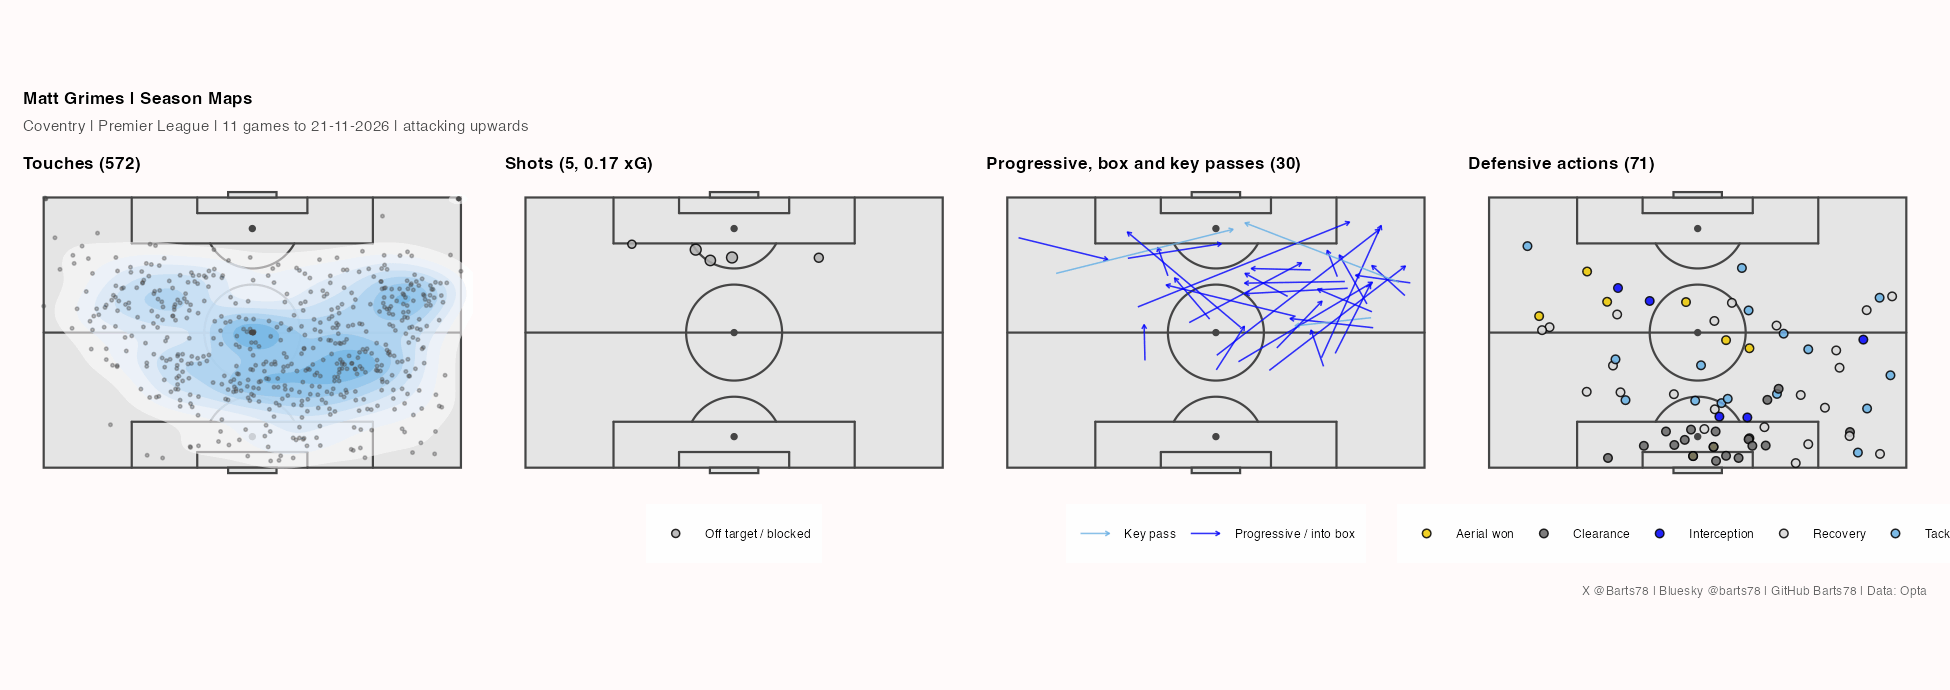 Matt Grimes | Season Maps
Coventry | Premier League | 11 games to 21-11-2026 | attacking upwards
Touches (572)
Shots (5, 0.17 xG)
Progressive, box and key passes (30)
Defensive actions (71)
Off target / blocked
Key pass
Progressive / into box
Aerial won
Clearance
Interception
Recovery
Tack
X @Barts78 | Bluesky @barts78 | GitHub Barts78 | Data: Opta